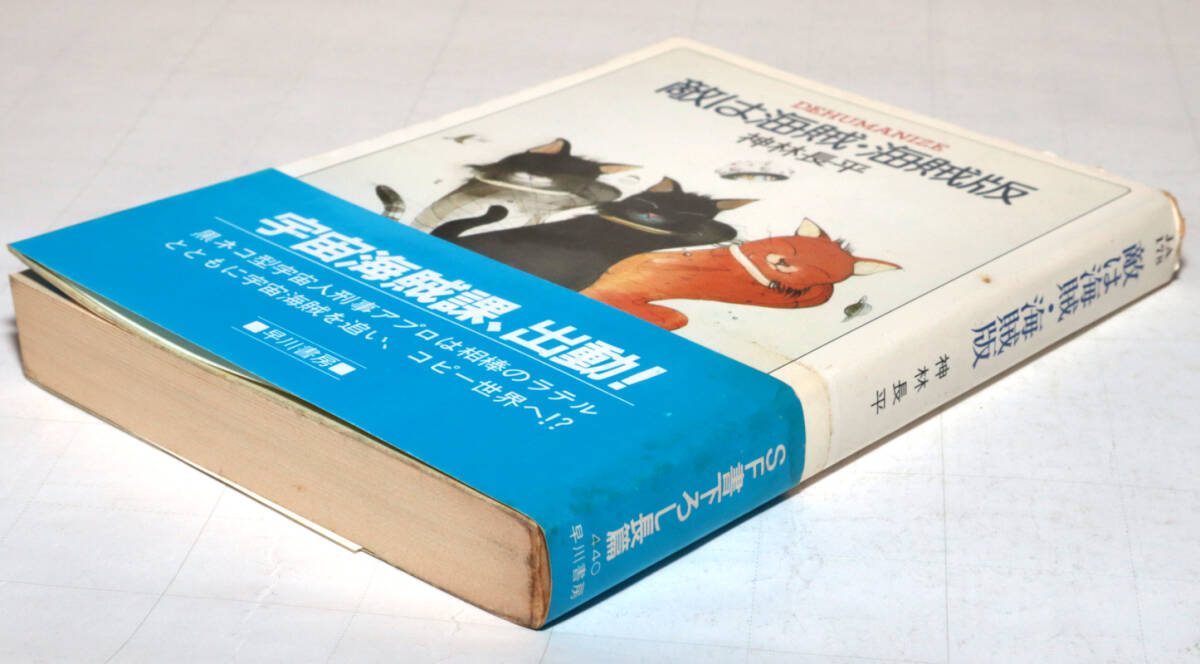 DEHUMANIZE
敵は海賊・海賊版
神林長平
宇宙海賊課、出動!
黒ネコ型宇宙人刑事アプロは相棒のラテル
とともに宇宙海賊を追い、コピー世界へ!?
■早川書房■
JA
178
敵は海賊 海賊版
神林長平
SF書下ろし長篇
440
早川書房